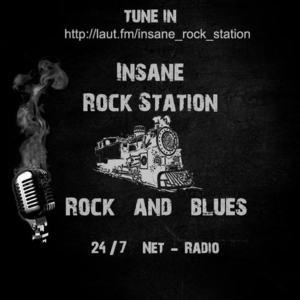 TUNE IN
http://laut.fm/insane_rock_station
INSANE
ROCK STATION
ROCK AND BLUES
24/7 NET - RADIO